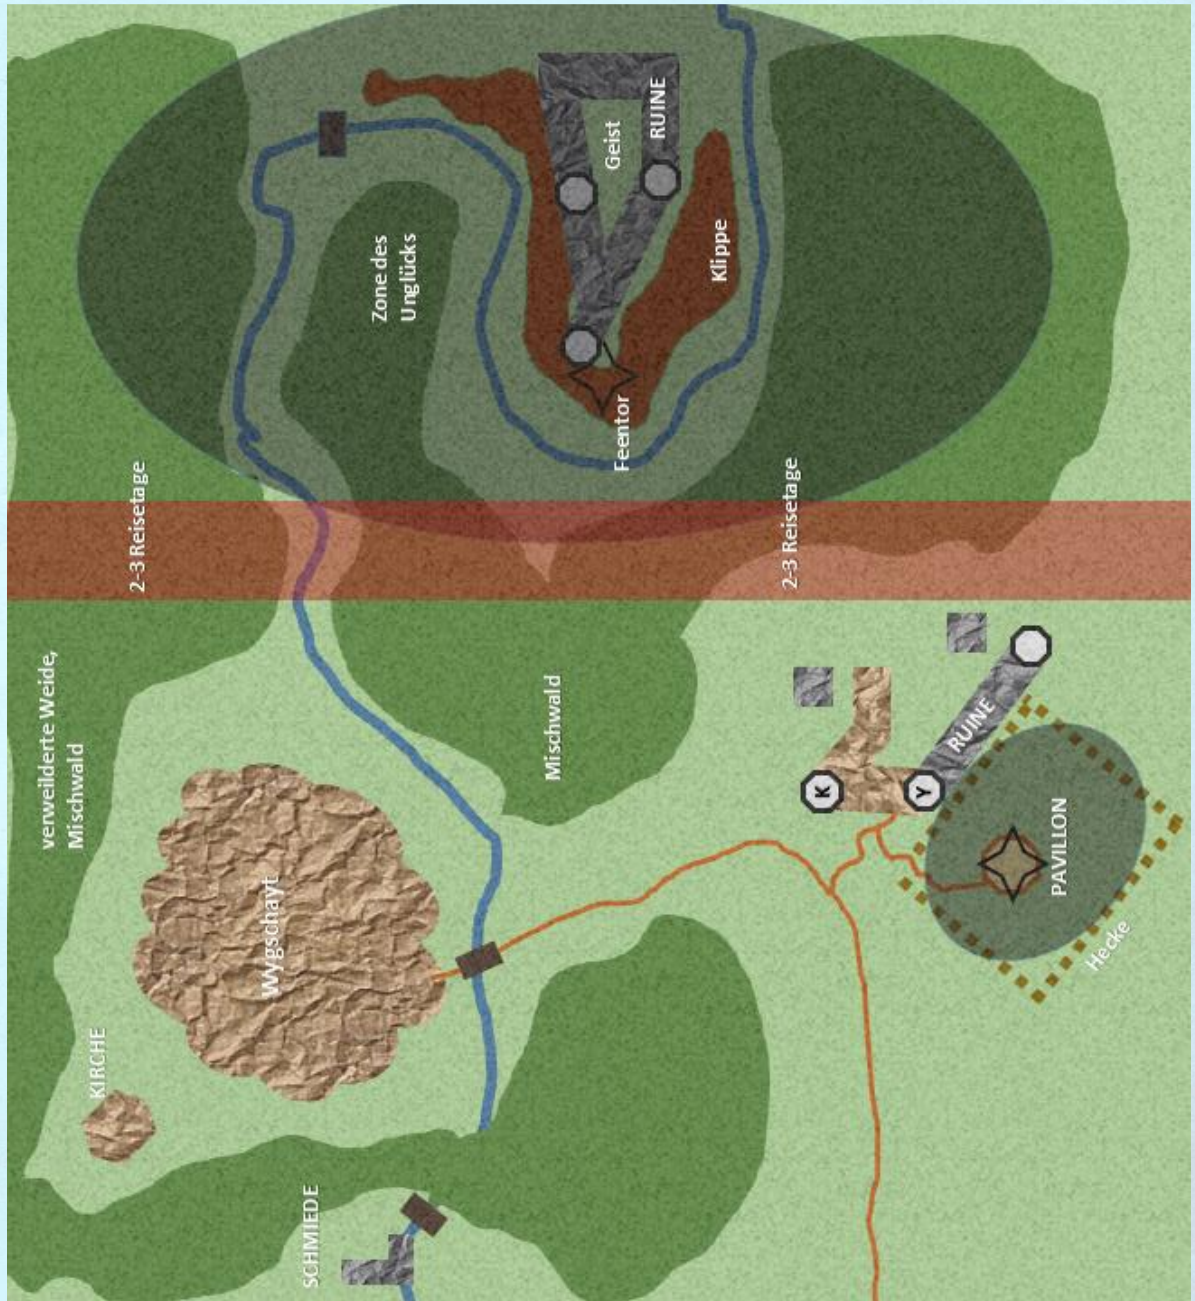 verweilderte Weide,
Mischwald
KIRCHE
2-3 Reisetage
Wygschayt
SCHMIEDE
Zone des
Unglücks
Mischwald
Geist
Feentor
RUINE
Klippe
2-3 Reisetage
K
Y
RUINE
PAVILLON
Hecke